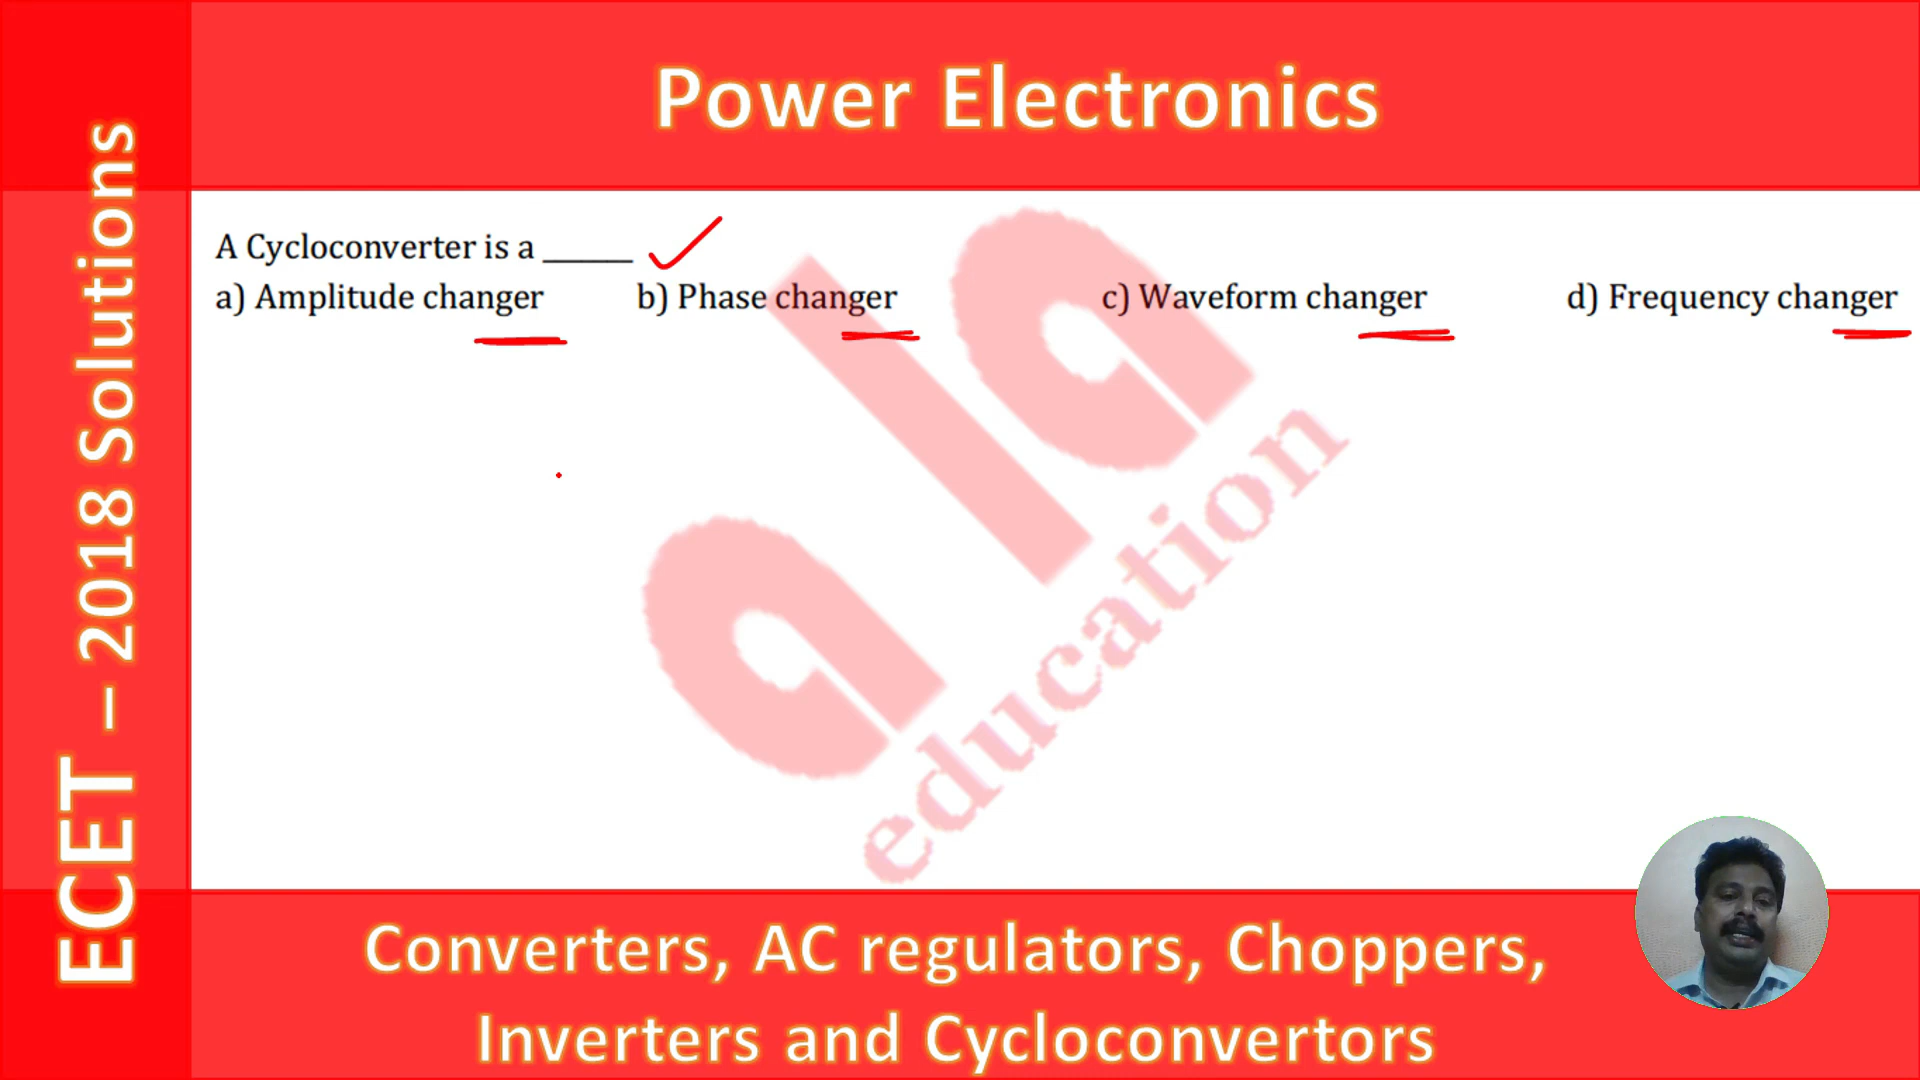 Power Electronics
ECET – 2018 Solutions
A Cycloconverter is a ______
a) Amplitude changer b) Phase changer c) Waveform changer d) Frequency changer
ala
education
Converters, AC regulators, Choppers,
Inverters and Cycloconvertors